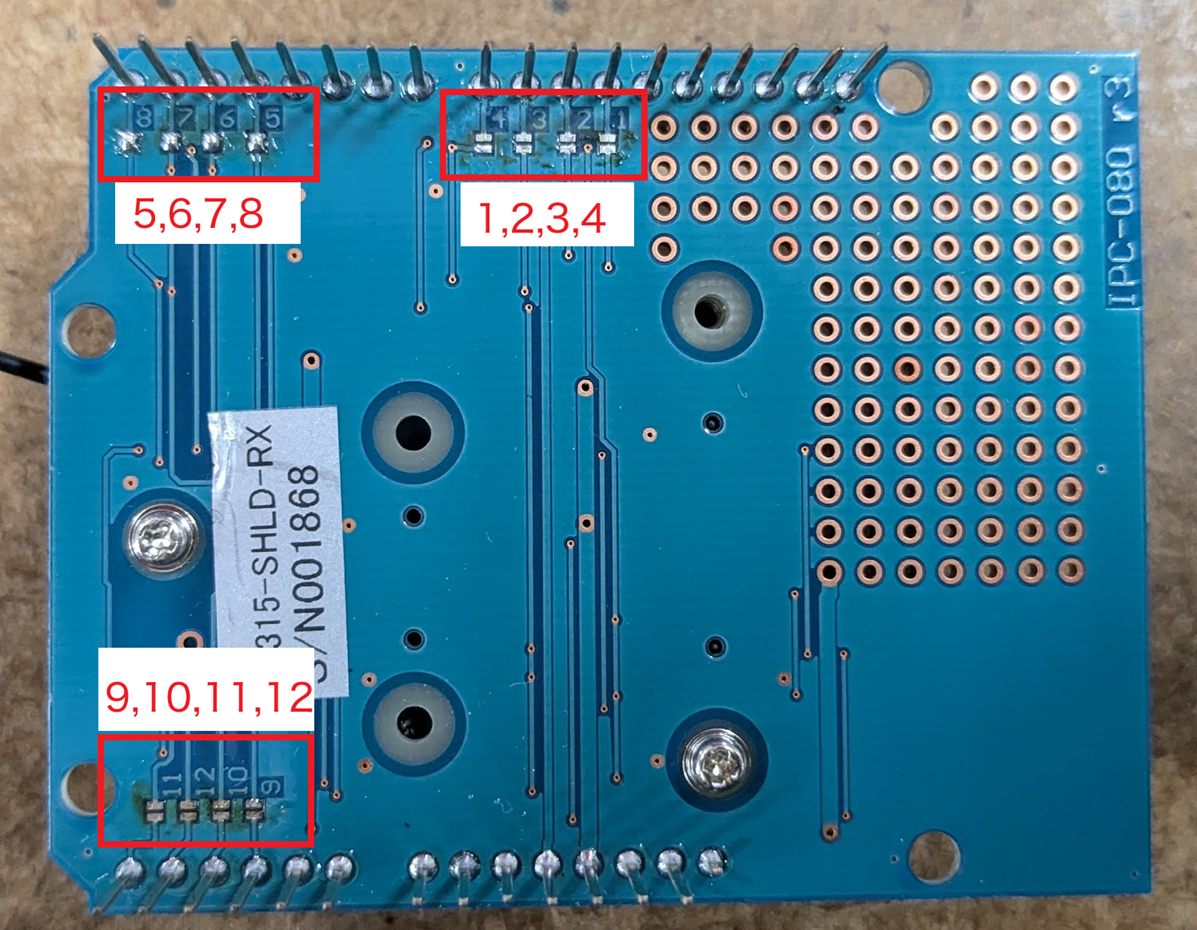 8 7 6 5
4 3 2 1
5,6,7,8
1,2,3,4
IPC-080 r3
315-SHLD-RX
S/N001868
9,10,11,12
11 12 10 9